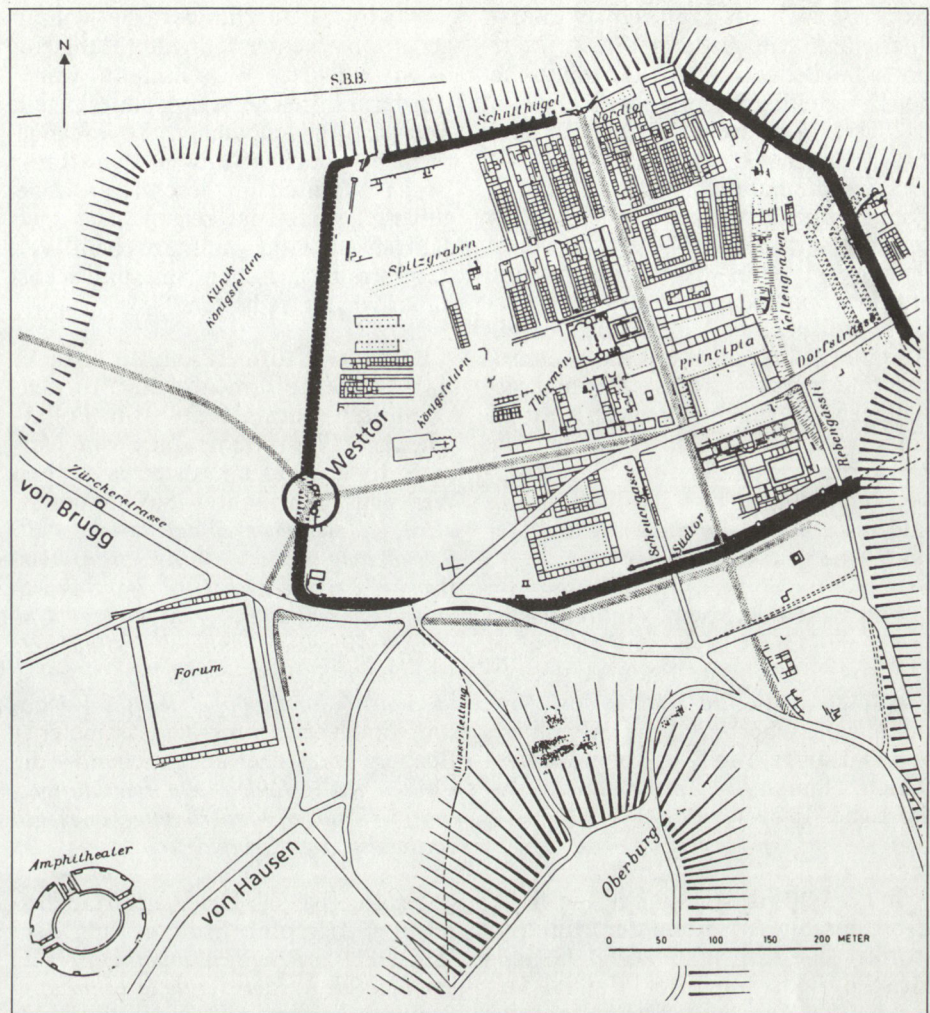 N
S.B.B.
Schutthügel
Nordtor
Klinik
Königsfelden
Spitzgraben
Keltengraben
Dorfstrasse
Principia
Thermen
Königsfelden
Westtor
Rebengässli
Scheuergasse
Südtor
Zürcherstrasse
von Brugg
Forum
Wasserleitung
Amphitheater
von Hausen
Oberburg
0 50 100 150 200 METER